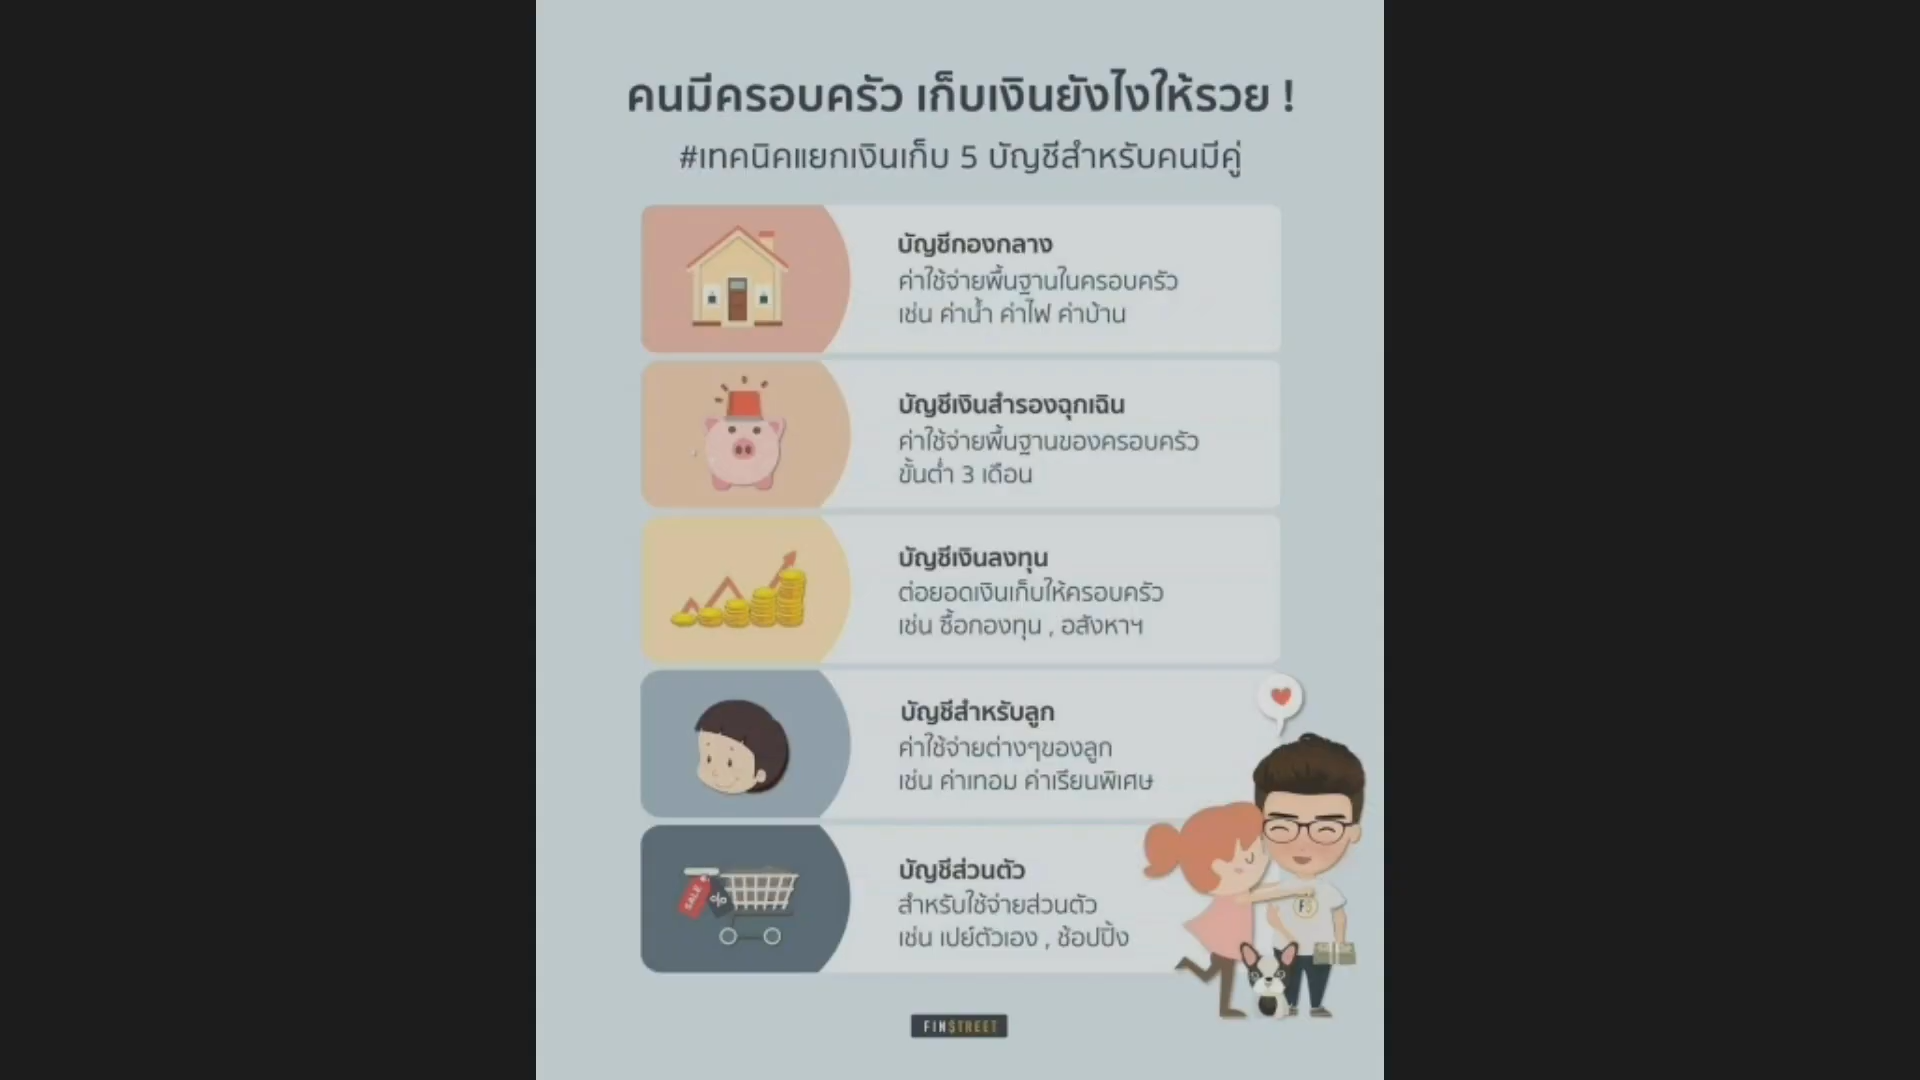 คนมีครอบครัว เก็บเงินยังไงให้รวย !
#เทคนิคแยกเงินเก็บ 5 บัญชีสำหรับคนมีคู่
บัญชีกองกลาง
ค่าใช้จ่ายพื้นฐานในครอบครัว
เช่น ค่าน้ำ ค่าไฟ ค่าบ้าน
บัญชีเงินสำรองฉุกเฉิน
ค่าใช้จ่ายพื้นฐานของครอบครัว
ขั้นต่ำ 3 เดือน
บัญชีเงินลงทุน
ต่อยอดเงินเก็บให้ครอบครัว
เช่น ซื้อกองทุน , อสังหาฯ
บัญชีสำหรับลูก
ค่าใช้จ่ายต่างๆของลูก
เช่น ค่าเทอม ค่าเรียนพิเศษ
SALE
%
บัญชีส่วนตัว
สำหรับใช้จ่ายส่วนตัว
เช่น เปย์ตัวเอง , ช้อปปิ้ง
F$
FIN$TREET